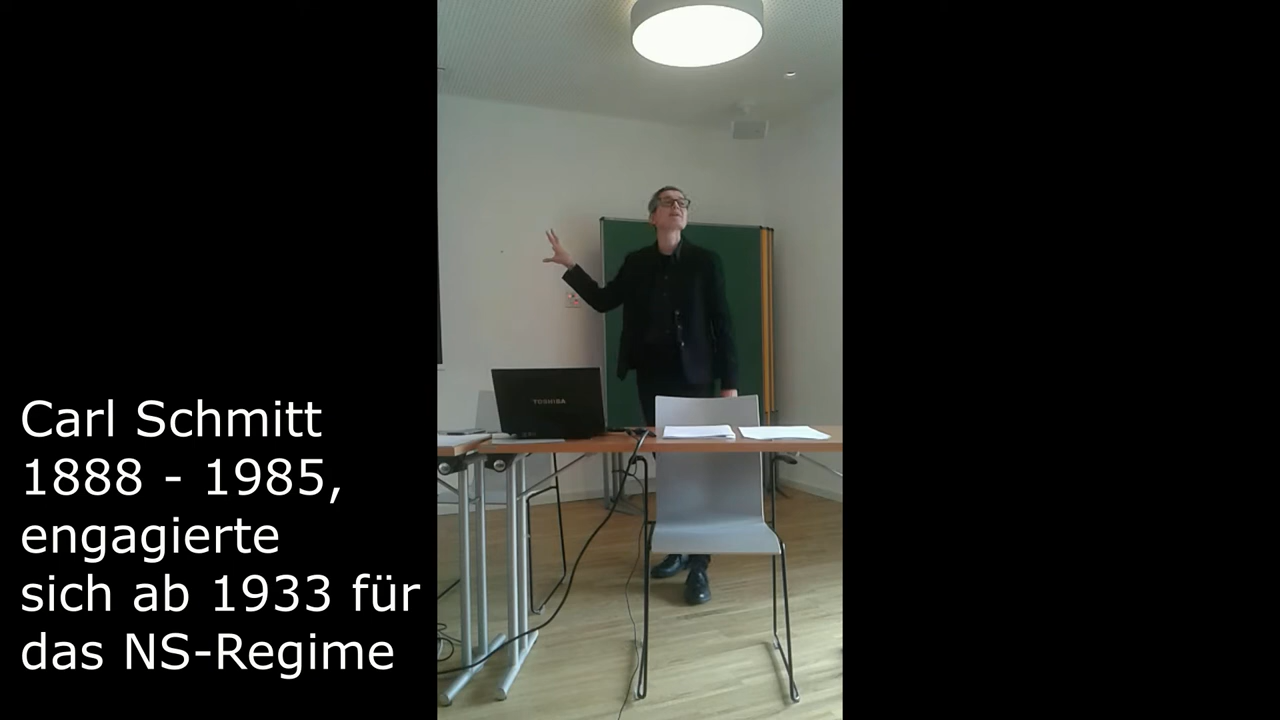 TOSHIBA
Carl Schmitt
1888 - 1985,
engagierte
sich ab 1933 für
das NS-Regime